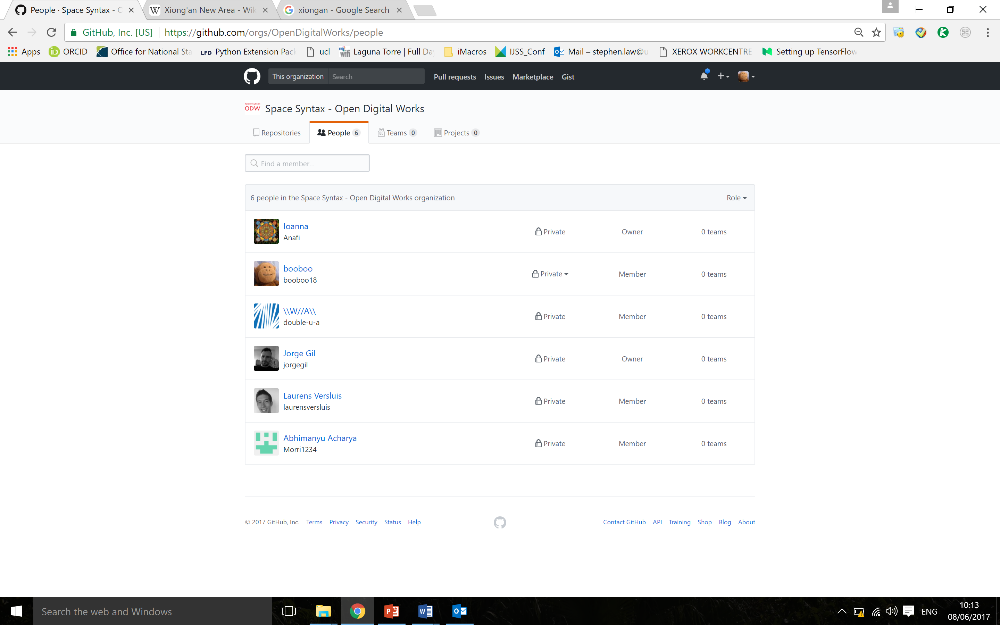 People · Space Syntax - O
Xiong'an New Area - Wik
xiongan - Google Search
GitHub, Inc. [US] https://github.com/orgs/OpenDigitalWorks/people
Apps ORCID Office for National Sta LFD Python Extension Pack ucl Laguna Torre | Full Day iMacros IJSS_Conf Mail – stephen.law@u XEROX WORKCENTRE Setting up TensorFlow
This organization Search Pull requests Issues Marketplace Gist
Space Syntax
ODW
Space Syntax - Open Digital Works
Repositories People 6 Teams 0 Projects 0
Find a member...
6 people in the Space Syntax - Open Digital Works organization Role
Ioanna
Anafi
Private Owner 0 teams
booboo
booboo18
Private Member 0 teams
\\W//A\\
double-u-a
Private Member 0 teams
Jorge Gil
jorgegil
Private Owner 0 teams
Laurens Versluis
laurensversluis
Private Member 0 teams
Abhimanyu Acharya
Morri1234
Private Member 0 teams
© 2017 GitHub, Inc. Terms Privacy Security Status Help Contact GitHub API Training Shop Blog About
Search the web and Windows
ENG
10:13
08/06/2017